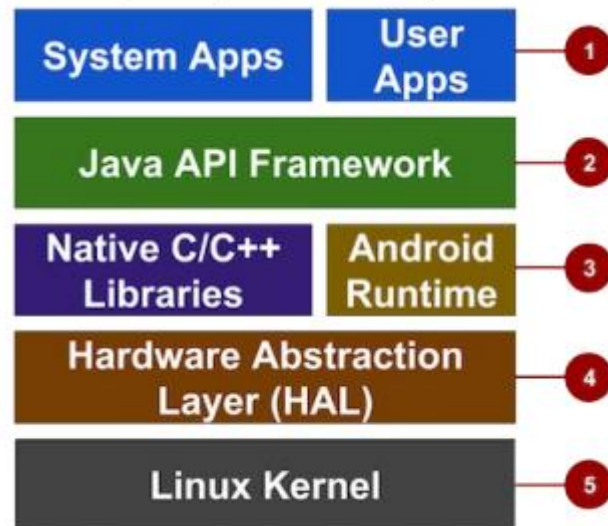 System Apps
User
Apps
1
Java API Framework
2
Native C/C++
Libraries
Android
Runtime
3
Hardware Abstraction
Layer (HAL)
4
Linux Kernel
5